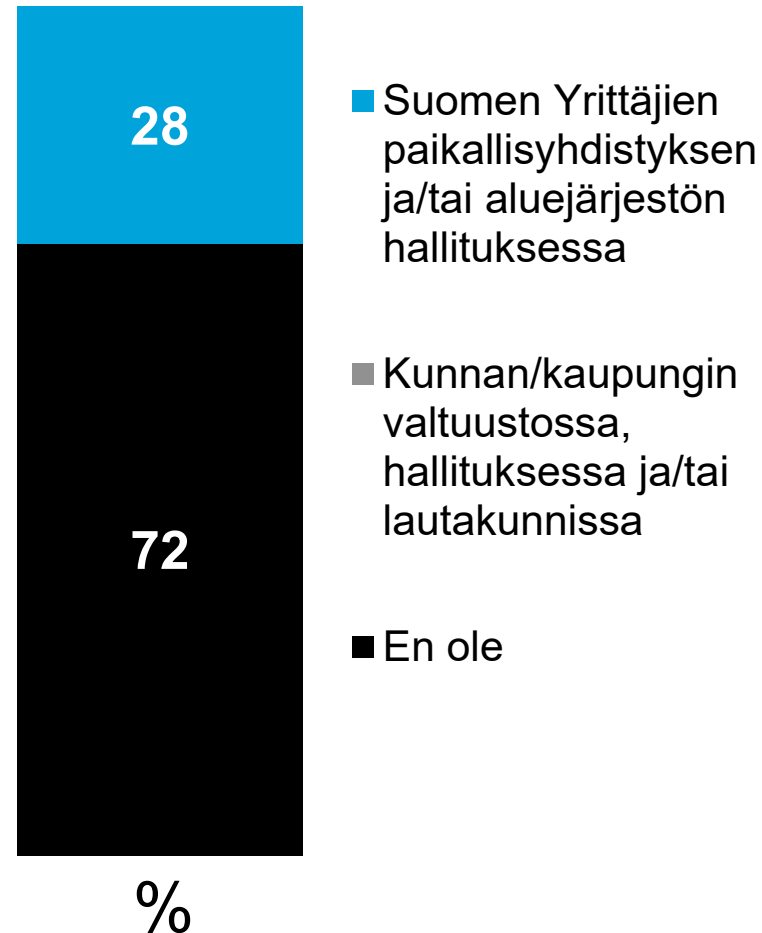 28
72
%
Suomen Yrittäjien
paikallisyhdistyksen
ja/tai aluejärjestön
hallituksessa
Kunnan/kaupungin
valtuustossa,
hallituksessa ja/tai
lautakunnissa
En ole